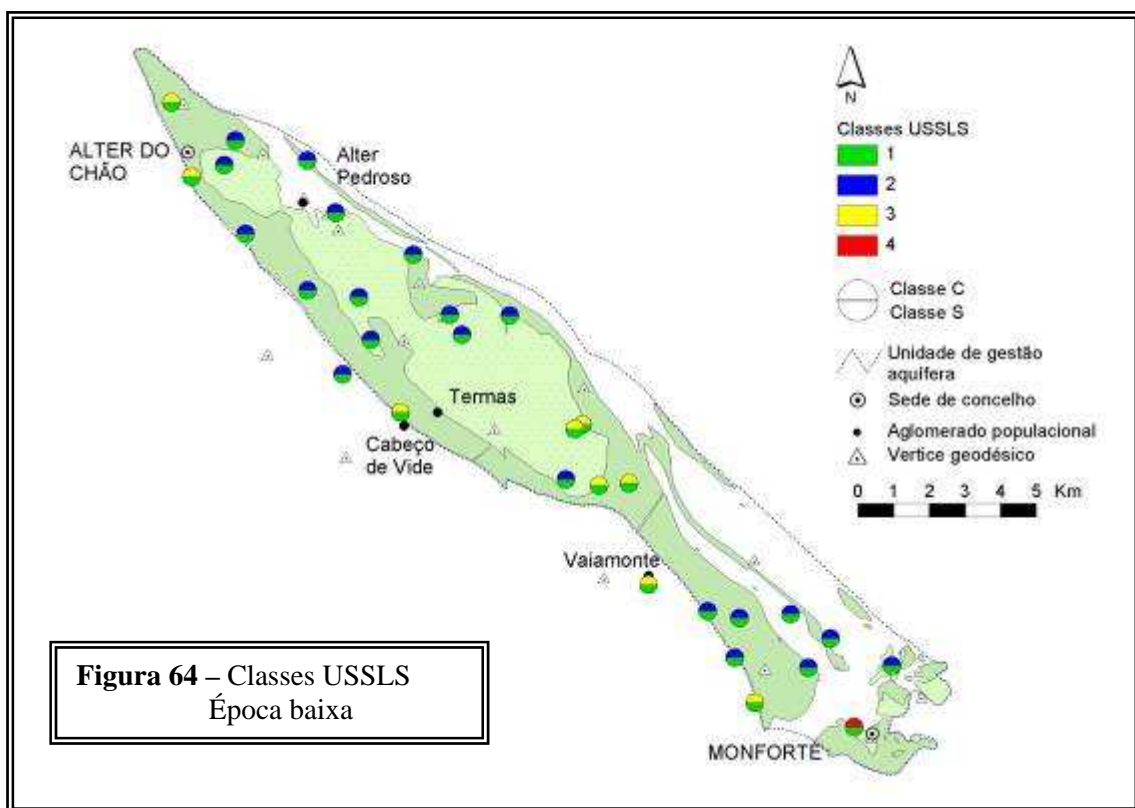 ALTER DO
CHÃO
Alter
Pedroso
Termas
Cabeço
de Vide
Vaiamonte
MONFORTE
N
Classes USSLS
1
2
3
4
Classe C
Classe S
Unidade de gestão
aquífera
Sede de concelho
Aglomerado populacional
Vertice geodésico
0 1 2 3 4 5 Km
Figura 64 – Classes USSLS
Época baixa